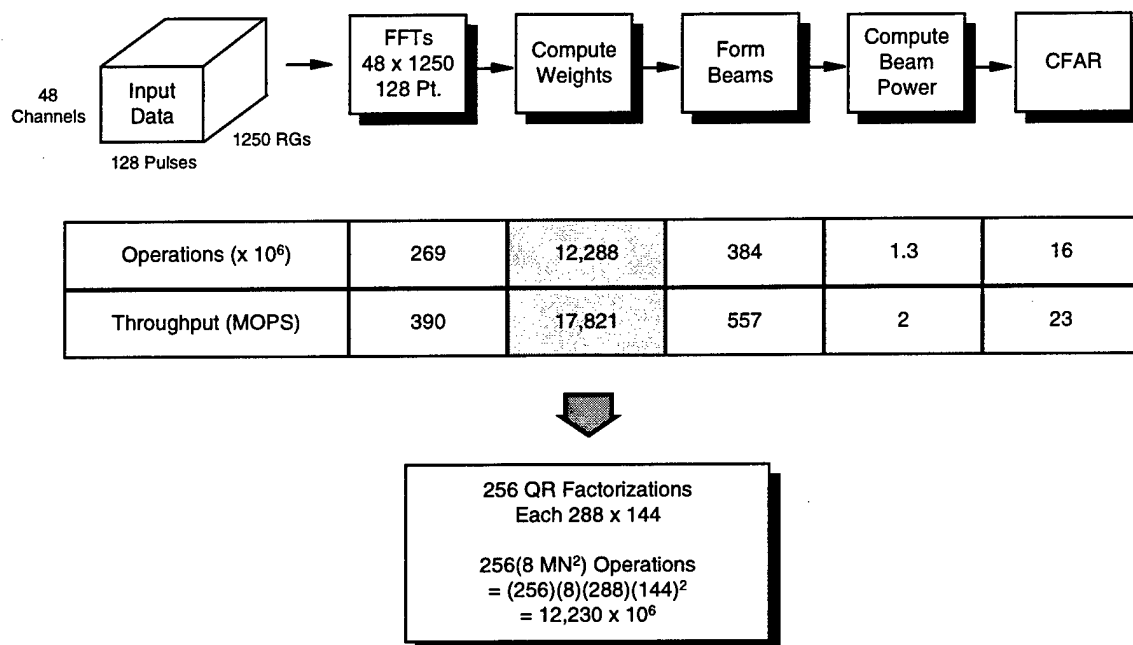 48
Channels
Input
Data
128 Pulses
1250 RGs
FFTs
48 x 1250
128 Pt.
Compute
Weights
Form
Beams
Compute
Beam
Power
CFAR
Operations (x 10⁶) 269 12,288 384 1.3 16
Throughput (MOPS) 390 17,821 557 2 23
256 QR Factorizations
Each 288 x 144
256(8 MN²) Operations
= (256)(8)(288)(144)²
= 12,230 x 10⁶